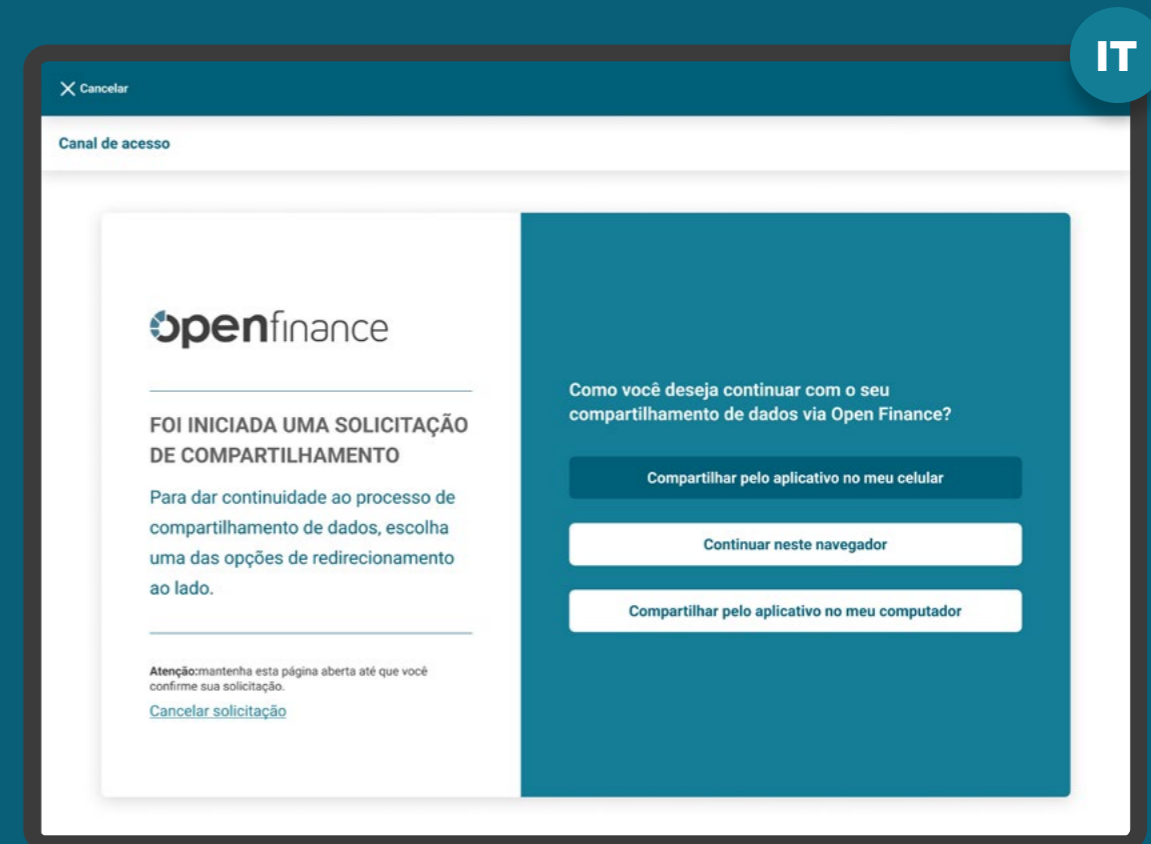 IT
Cancelar
Canal de acesso
openfinance
FOI INICIADA UMA SOLICITAÇÃO
DE COMPARTILHAMENTO
Para dar continuidade ao processo de
compartilhamento de dados, escolha
uma das opções de redirecionamento
ao lado.
Atenção:mantenha esta página aberta até que você
confirme sua solicitação.
Cancelar solicitação
Como você deseja continuar com o seu
compartilhamento de dados via Open Finance?
Compartilhar pelo aplicativo no meu celular
Continuar neste navegador
Compartilhar pelo aplicativo no meu computador